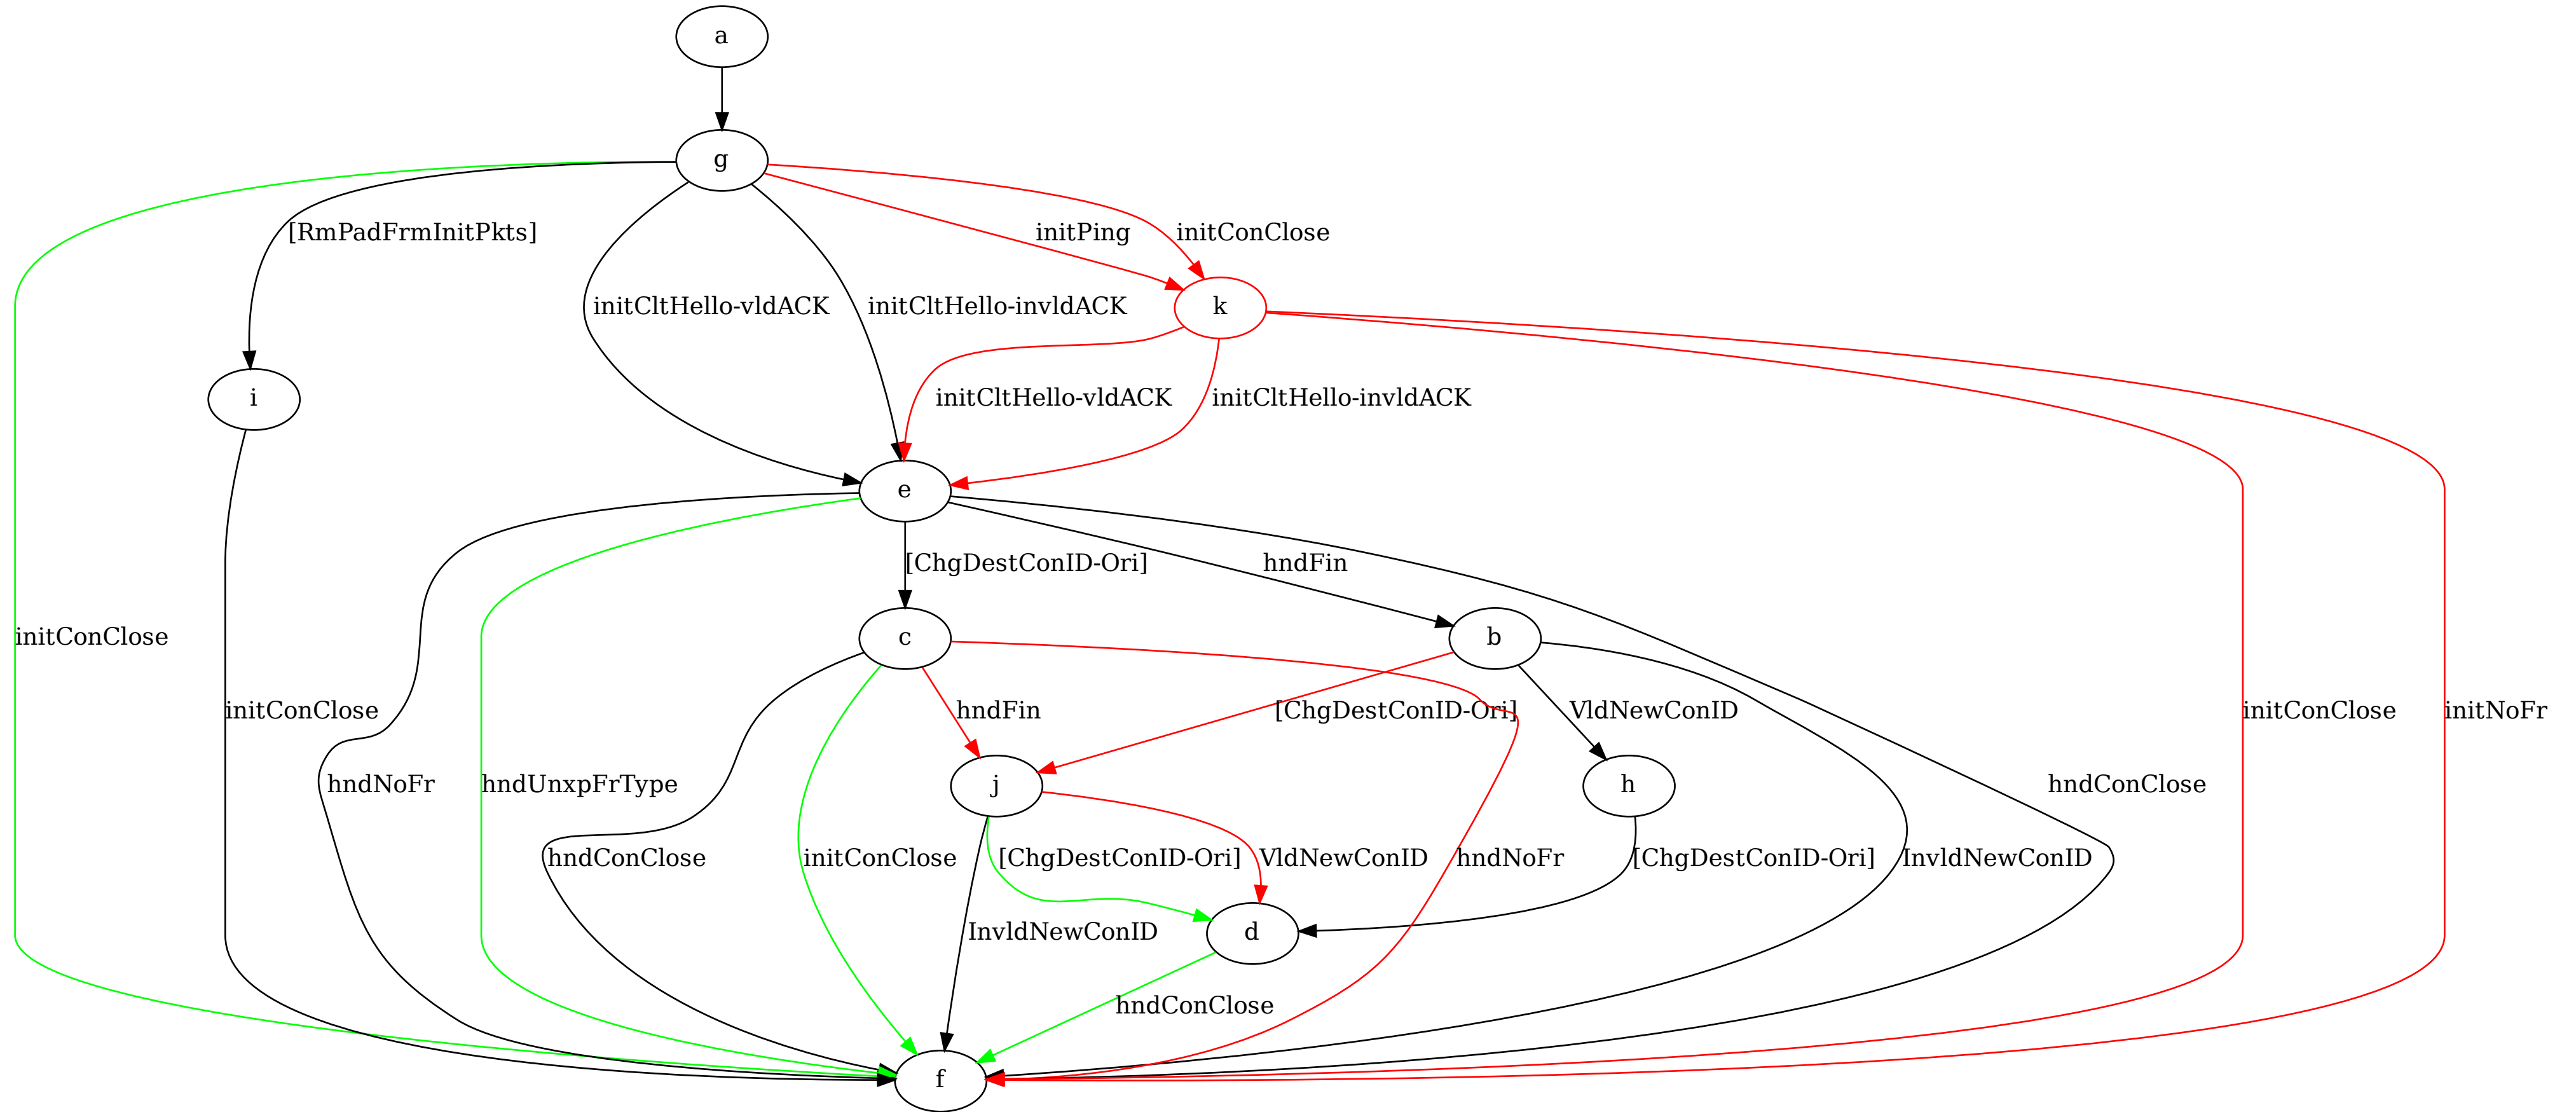 a
g
[RmPadFrmInitPkts]
initPing
initConClose
initCltHello-vldACK
initCltHello-invldACK
k
i
initCltHello-vldACK
initCltHello-invldACK
e
[ChgDestConID-Ori]
hndFin
initConClose
c
b
initConClose
hndFin
[ChgDestConID-Ori]
VldNewConID
initConClose
initNoFr
hndNoFr
hndUnxpFrType
j
h
hndConClose
hndConClose
initConClose
[ChgDestConID-Ori]
VldNewConID
hndNoFr
[ChgDestConID-Ori]
InvldNewConID
InvldNewConID
d
hndConClose
f